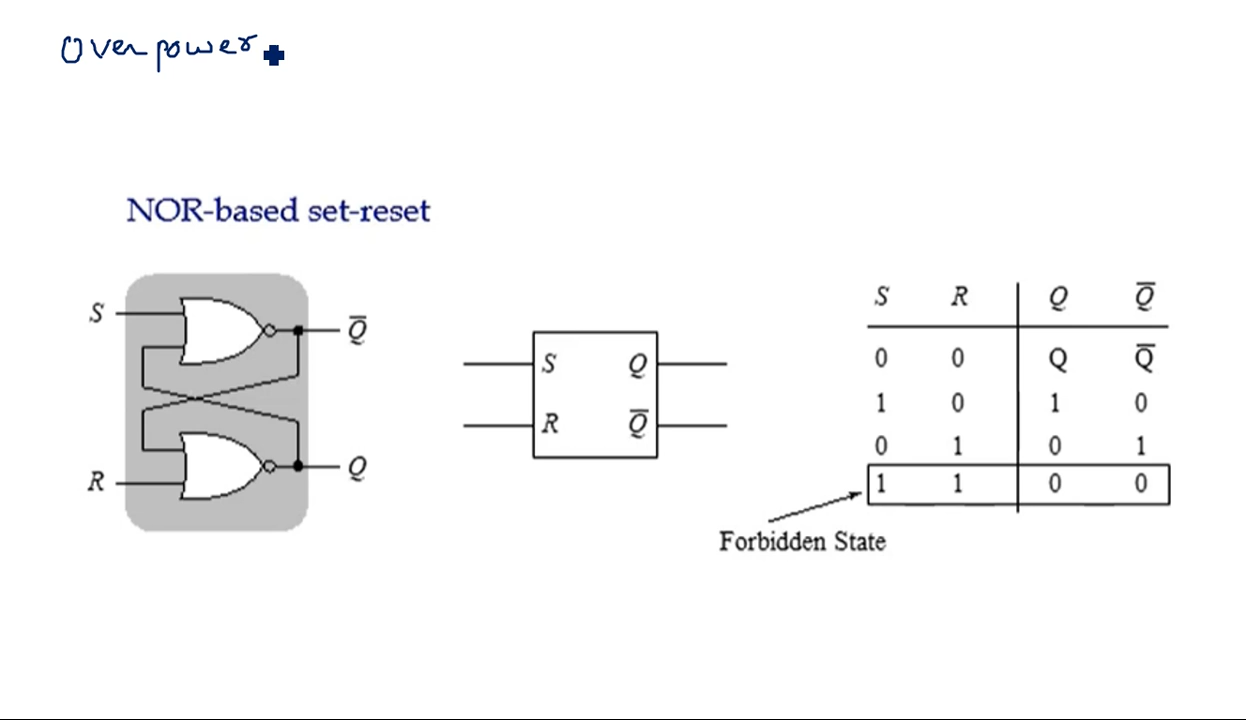 Overpower
NOR-based set-reset
S Q̅
R Q
S Q
R Q̅
S R Q Q̅
0 0 Q Q̅
1 0 1 0
0 1 0 1
1 1 0 0
Forbidden State